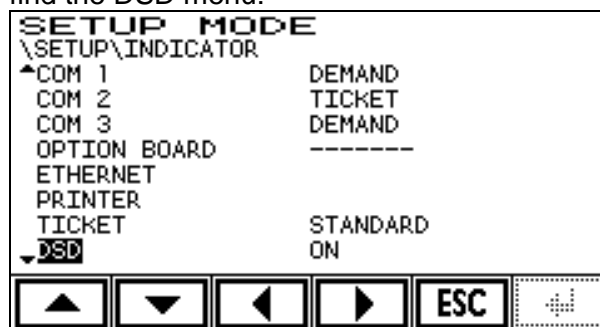 find the DSD menu.
SETUP MODE
\SETUP\INDICATOR
COM 1 DEMAND
COM 2 TICKET
COM 3 DEMAND
OPTION BOARD -------
ETHERNET
PRINTER
TICKET STANDARD
DSD ON
ESC